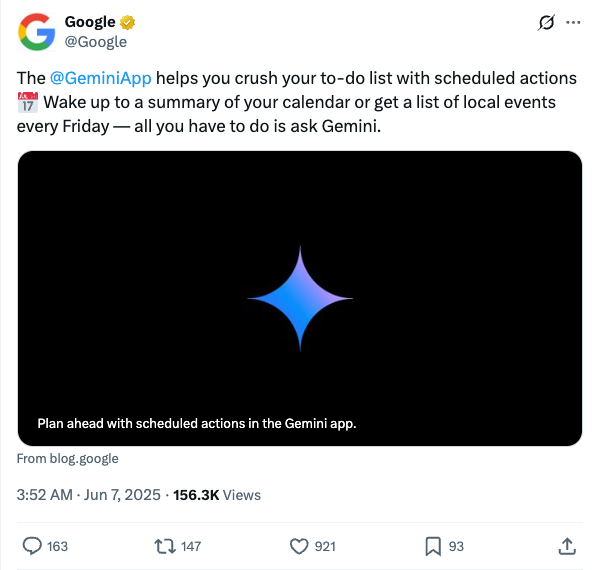 Google
@Google
The @GeminiApp helps you crush your to-do list with scheduled actions
📅 Wake up to a summary of your calendar or get a list of local events
every Friday — all you have to do is ask Gemini.
Plan ahead with scheduled actions in the Gemini app.
From blog.google
3:52 AM · Jun 7, 2025 · 156.3K Views
163 147 921 93